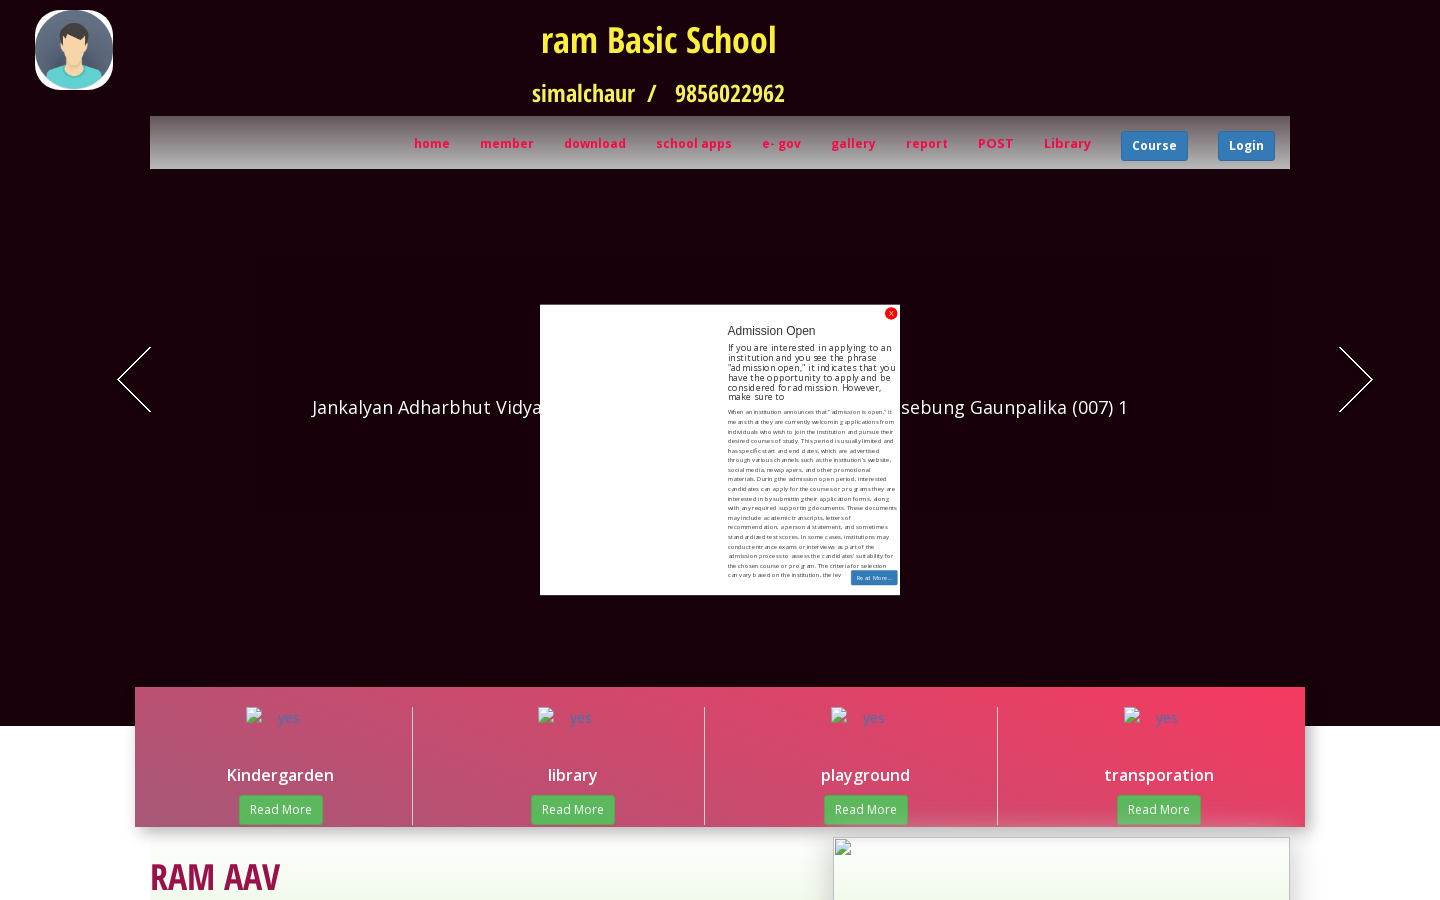 ram Basic School
simalchaur / 9856022962
home member download school apps e- gov gallery report POST Library Course Login
X
Admission Open
If you are interested in applying to an
institution and you see the phrase
"admission open," it indicates that you
have the opportunity to apply and be
considered for admission. However,
make sure to
Jankalyan Adharbhut Vidya
sebung Gaunpalika (007) 1
When an institution announces that "admission is open," it
means that they are currently welcoming applications from
individuals who wish to join the institution and pursue their
desired courses of study. This period is usually limited and
has specific start and end dates, which are advertised
through various channels such as the institution's website,
social media, newspapers, and other promotional
materials. During the admission open period, interested
candidates can apply for the courses or programs they are
interested in by submitting their application forms, along
with any required supporting documents. These documents
may include academic transcripts, letters of
recommendation, a personal statement, and sometimes
standardized test scores. In some cases, institutions may
conduct entrance exams or interviews as part of the
admission process to assess the candidates' suitability for
the chosen course or program. The criteria for selection
can vary based on the institution, the lev
Read More...
yes yes yes yes
Kindergarden library playground transporation
Read More Read More Read More Read More
RAM AAV